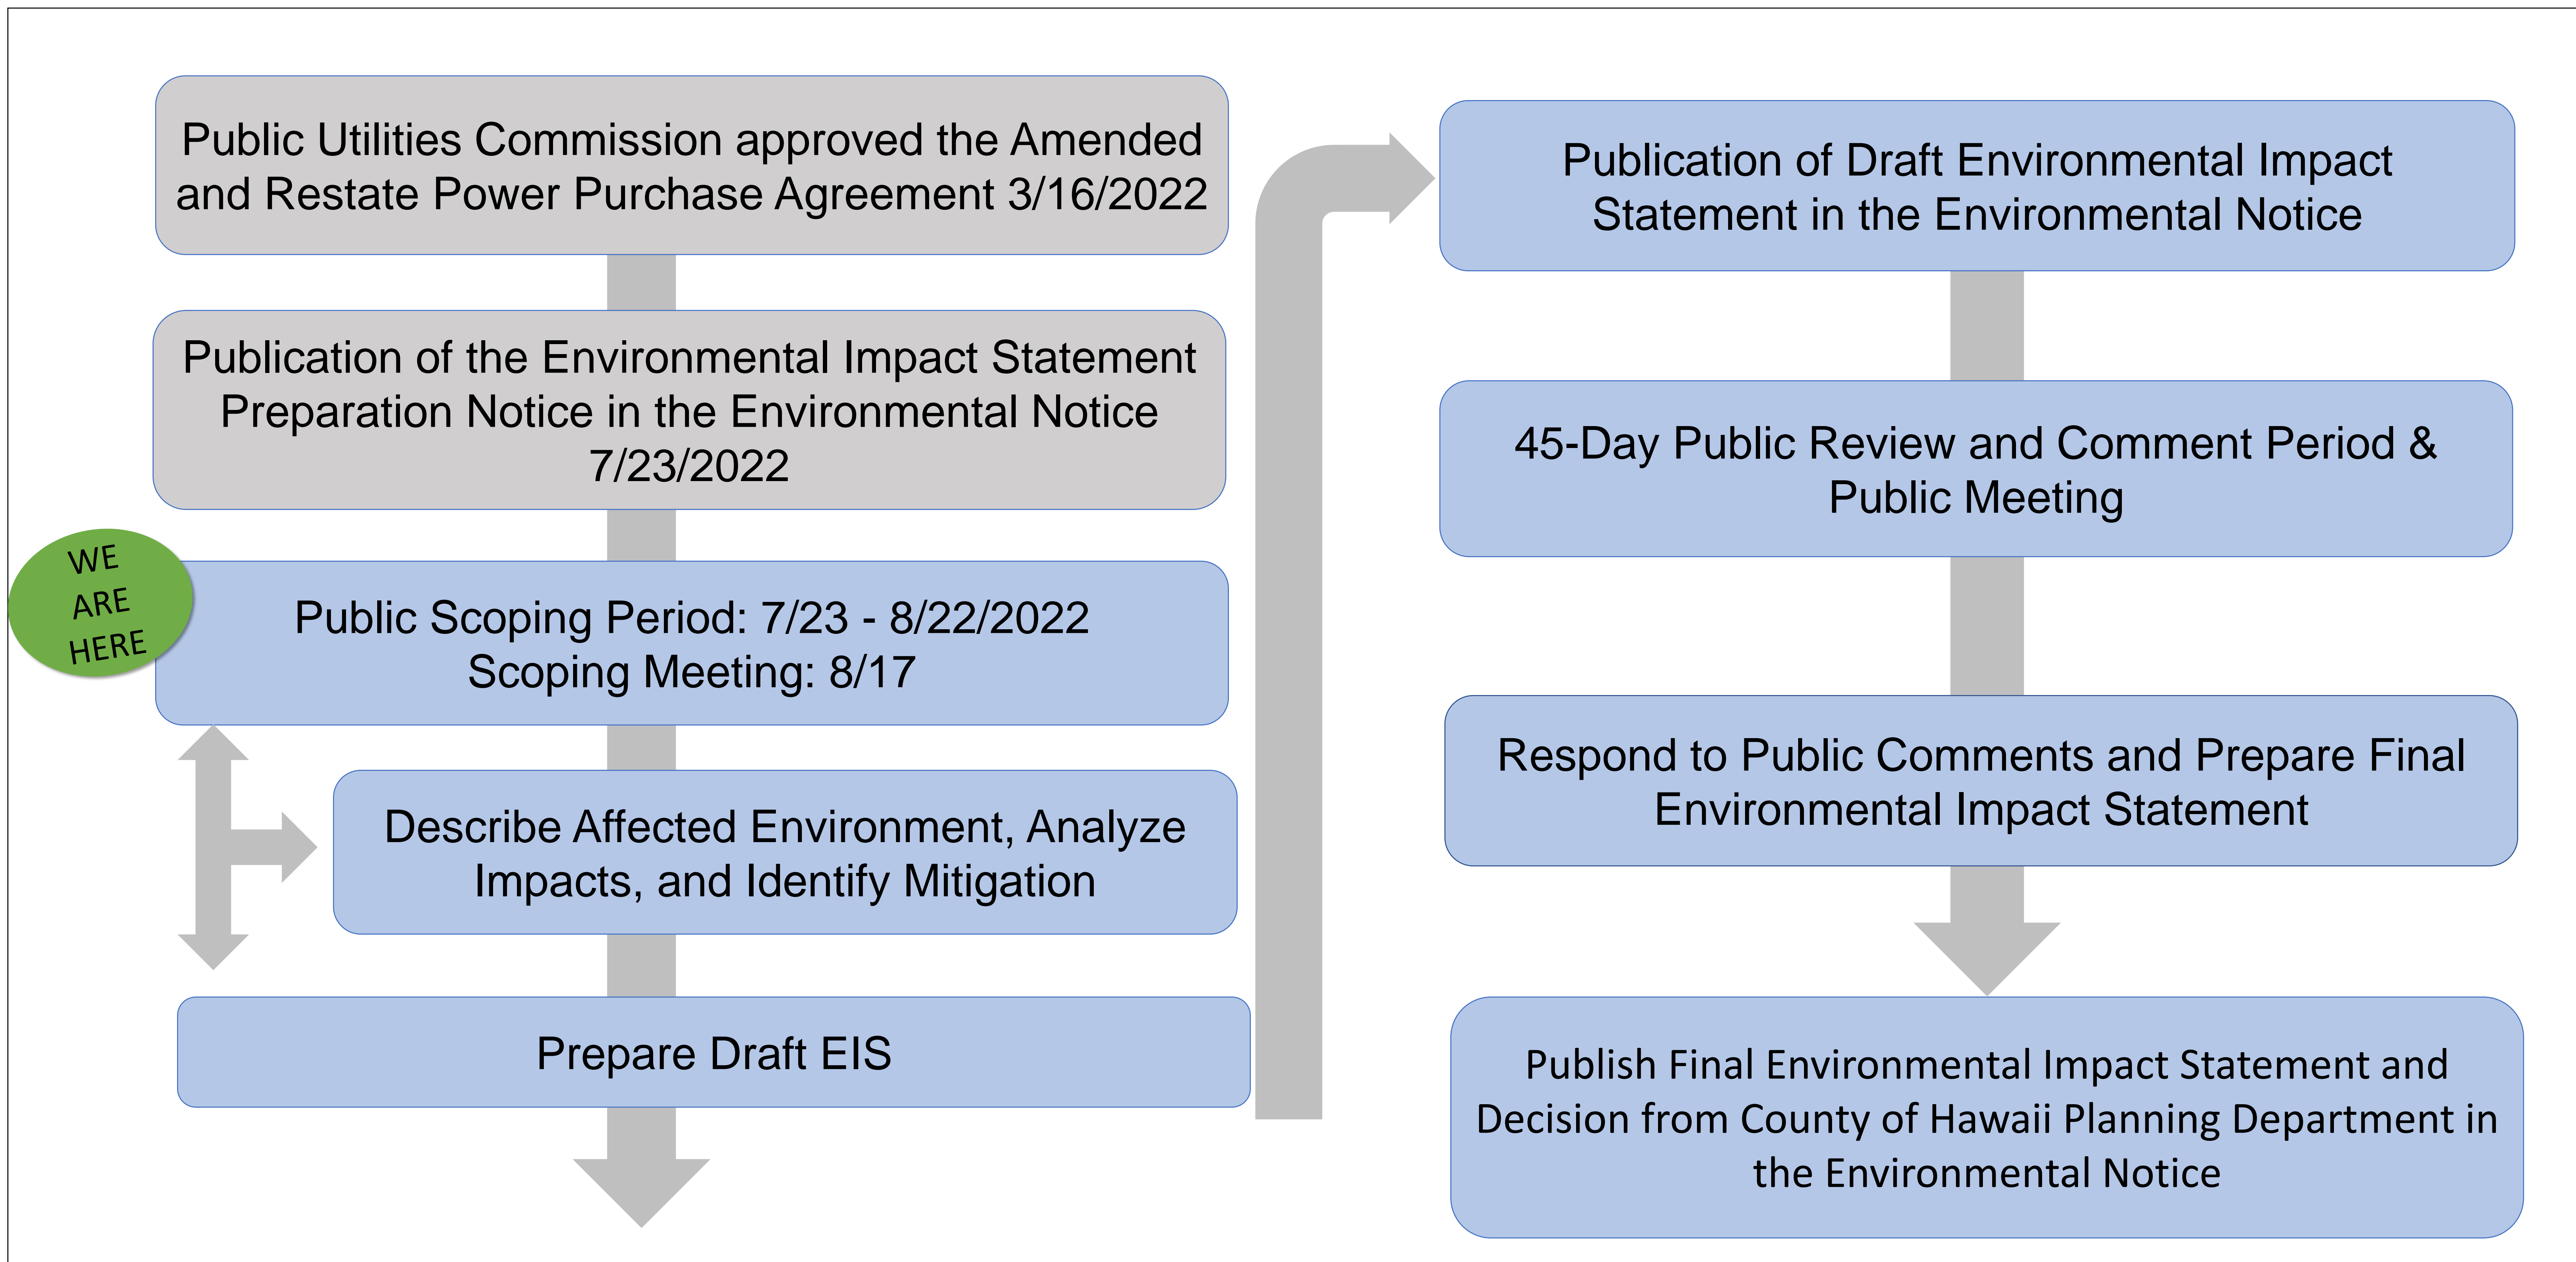 Public Utilities Commission approved the Amended
and Restate Power Purchase Agreement 3/16/2022
Publication of the Environmental Impact Statement
Preparation Notice in the Environmental Notice
7/23/2022
WE
ARE
HERE
Public Scoping Period: 7/23 - 8/22/2022
Scoping Meeting: 8/17
Describe Affected Environment, Analyze
Impacts, and Identify Mitigation
Prepare Draft EIS
Publication of Draft Environmental Impact
Statement in the Environmental Notice
45-Day Public Review and Comment Period &
Public Meeting
Respond to Public Comments and Prepare Final
Environmental Impact Statement
Publish Final Environmental Impact Statement and
Decision from County of Hawaii Planning Department in
the Environmental Notice